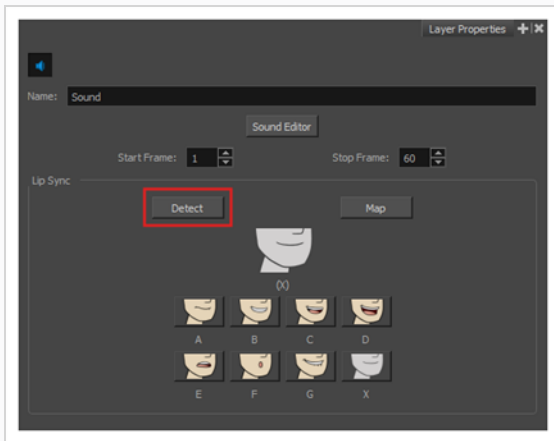 Layer Properties
Name: Sound
Sound Editor
Start Frame: 1 Stop Frame: 60
Lip Sync
Detect Map
(X)
A B C D
E F G X